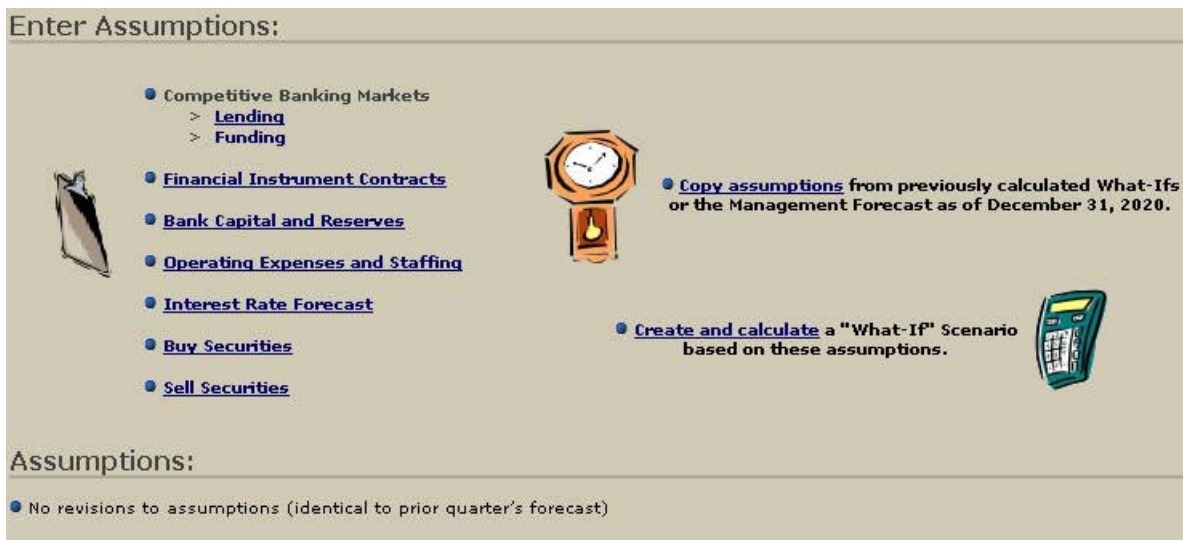 Enter Assumptions:
Competitive Banking Markets
> Lending
> Funding
Financial Instrument Contracts
Bank Capital and Reserves
Operating Expenses and Staffing
Interest Rate Forecast
Buy Securities
Sell Securities
Copy assumptions from previously calculated What-Ifs
or the Management Forecast as of December 31, 2020.
Create and calculate a "What-If" Scenario
based on these assumptions.
Assumptions:
No revisions to assumptions (identical to prior quarter's forecast)